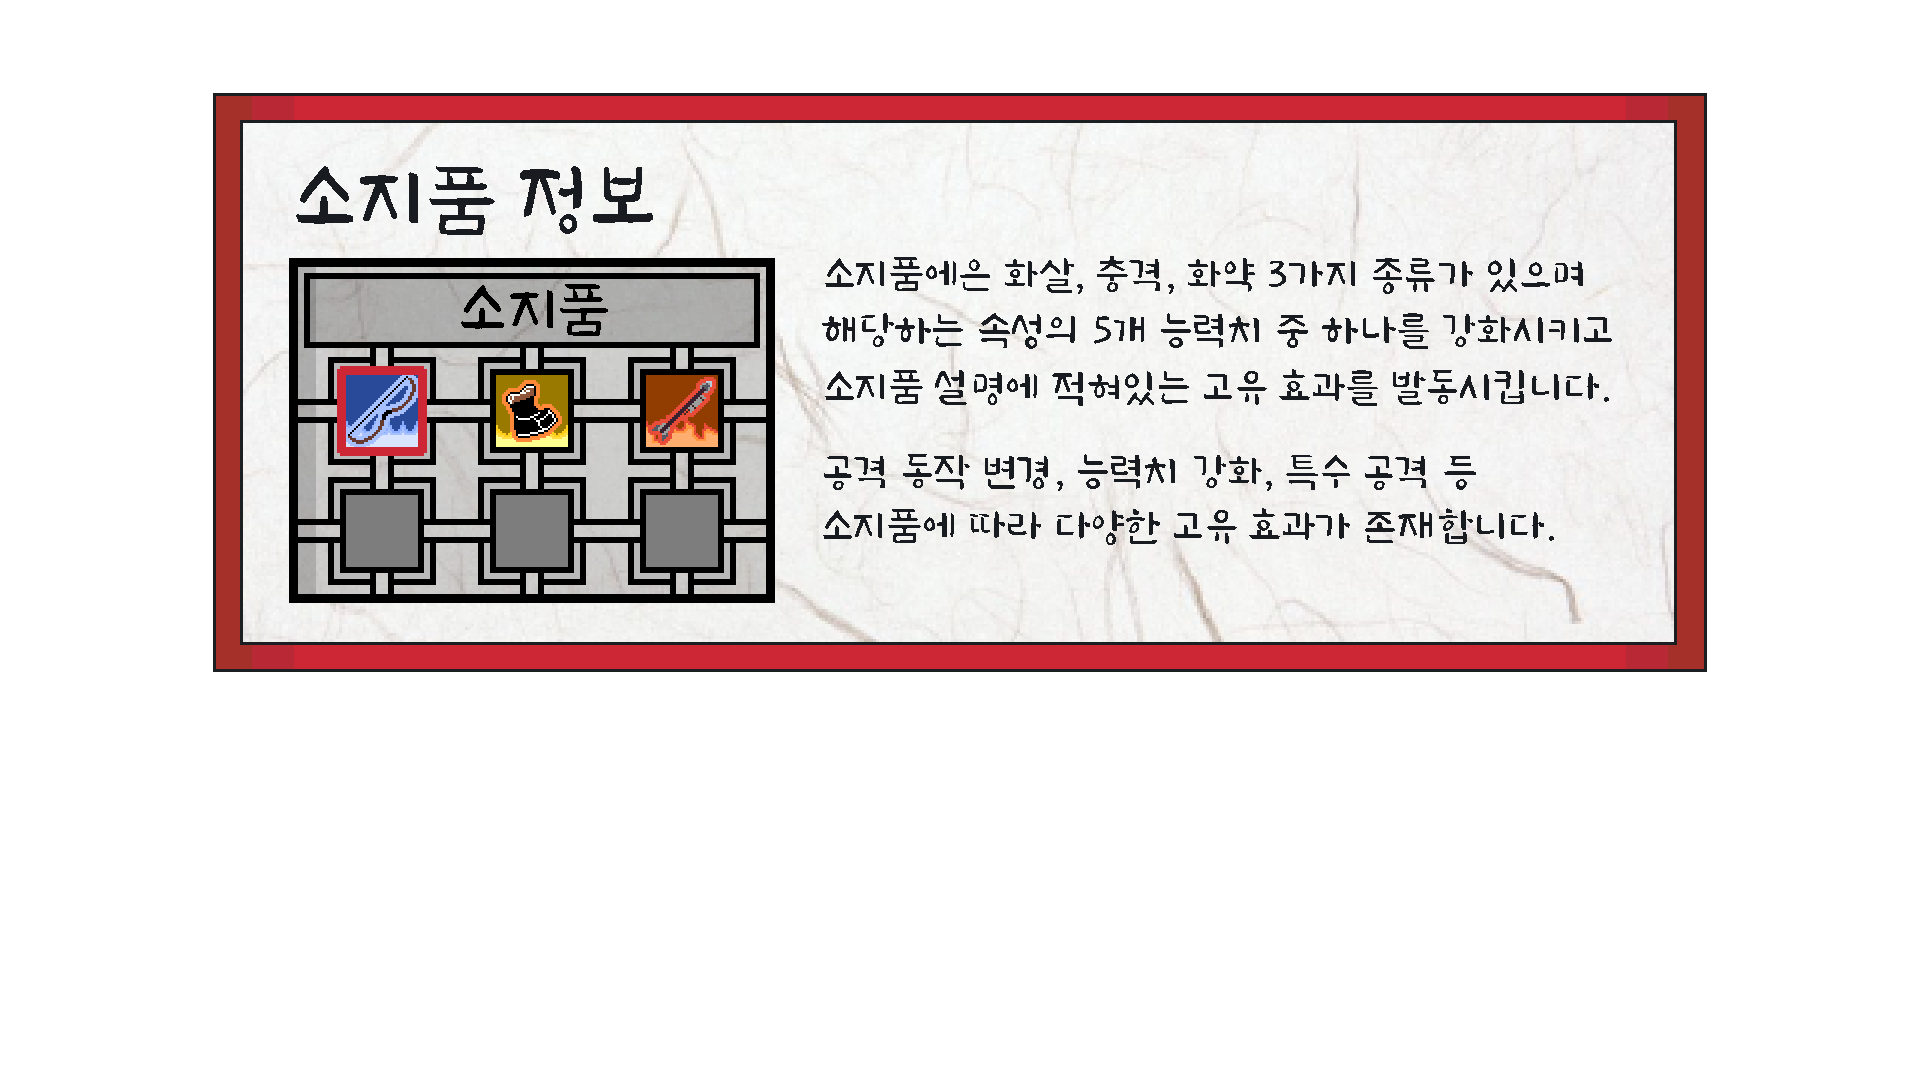 소지품 정보
소지품
소지품에은 화살, 충격, 화약 3가지 종류가 있으며
해당하는 속성의 5개 능력치 중 하나를 강화시키고
소지품 설명에 적혀있는 고유 효과를 발동시킵니다.
공격 동작 변경, 능력치 강화, 특수 공격 등
소지품에 따라 다양한 고유 효과가 존재합니다.